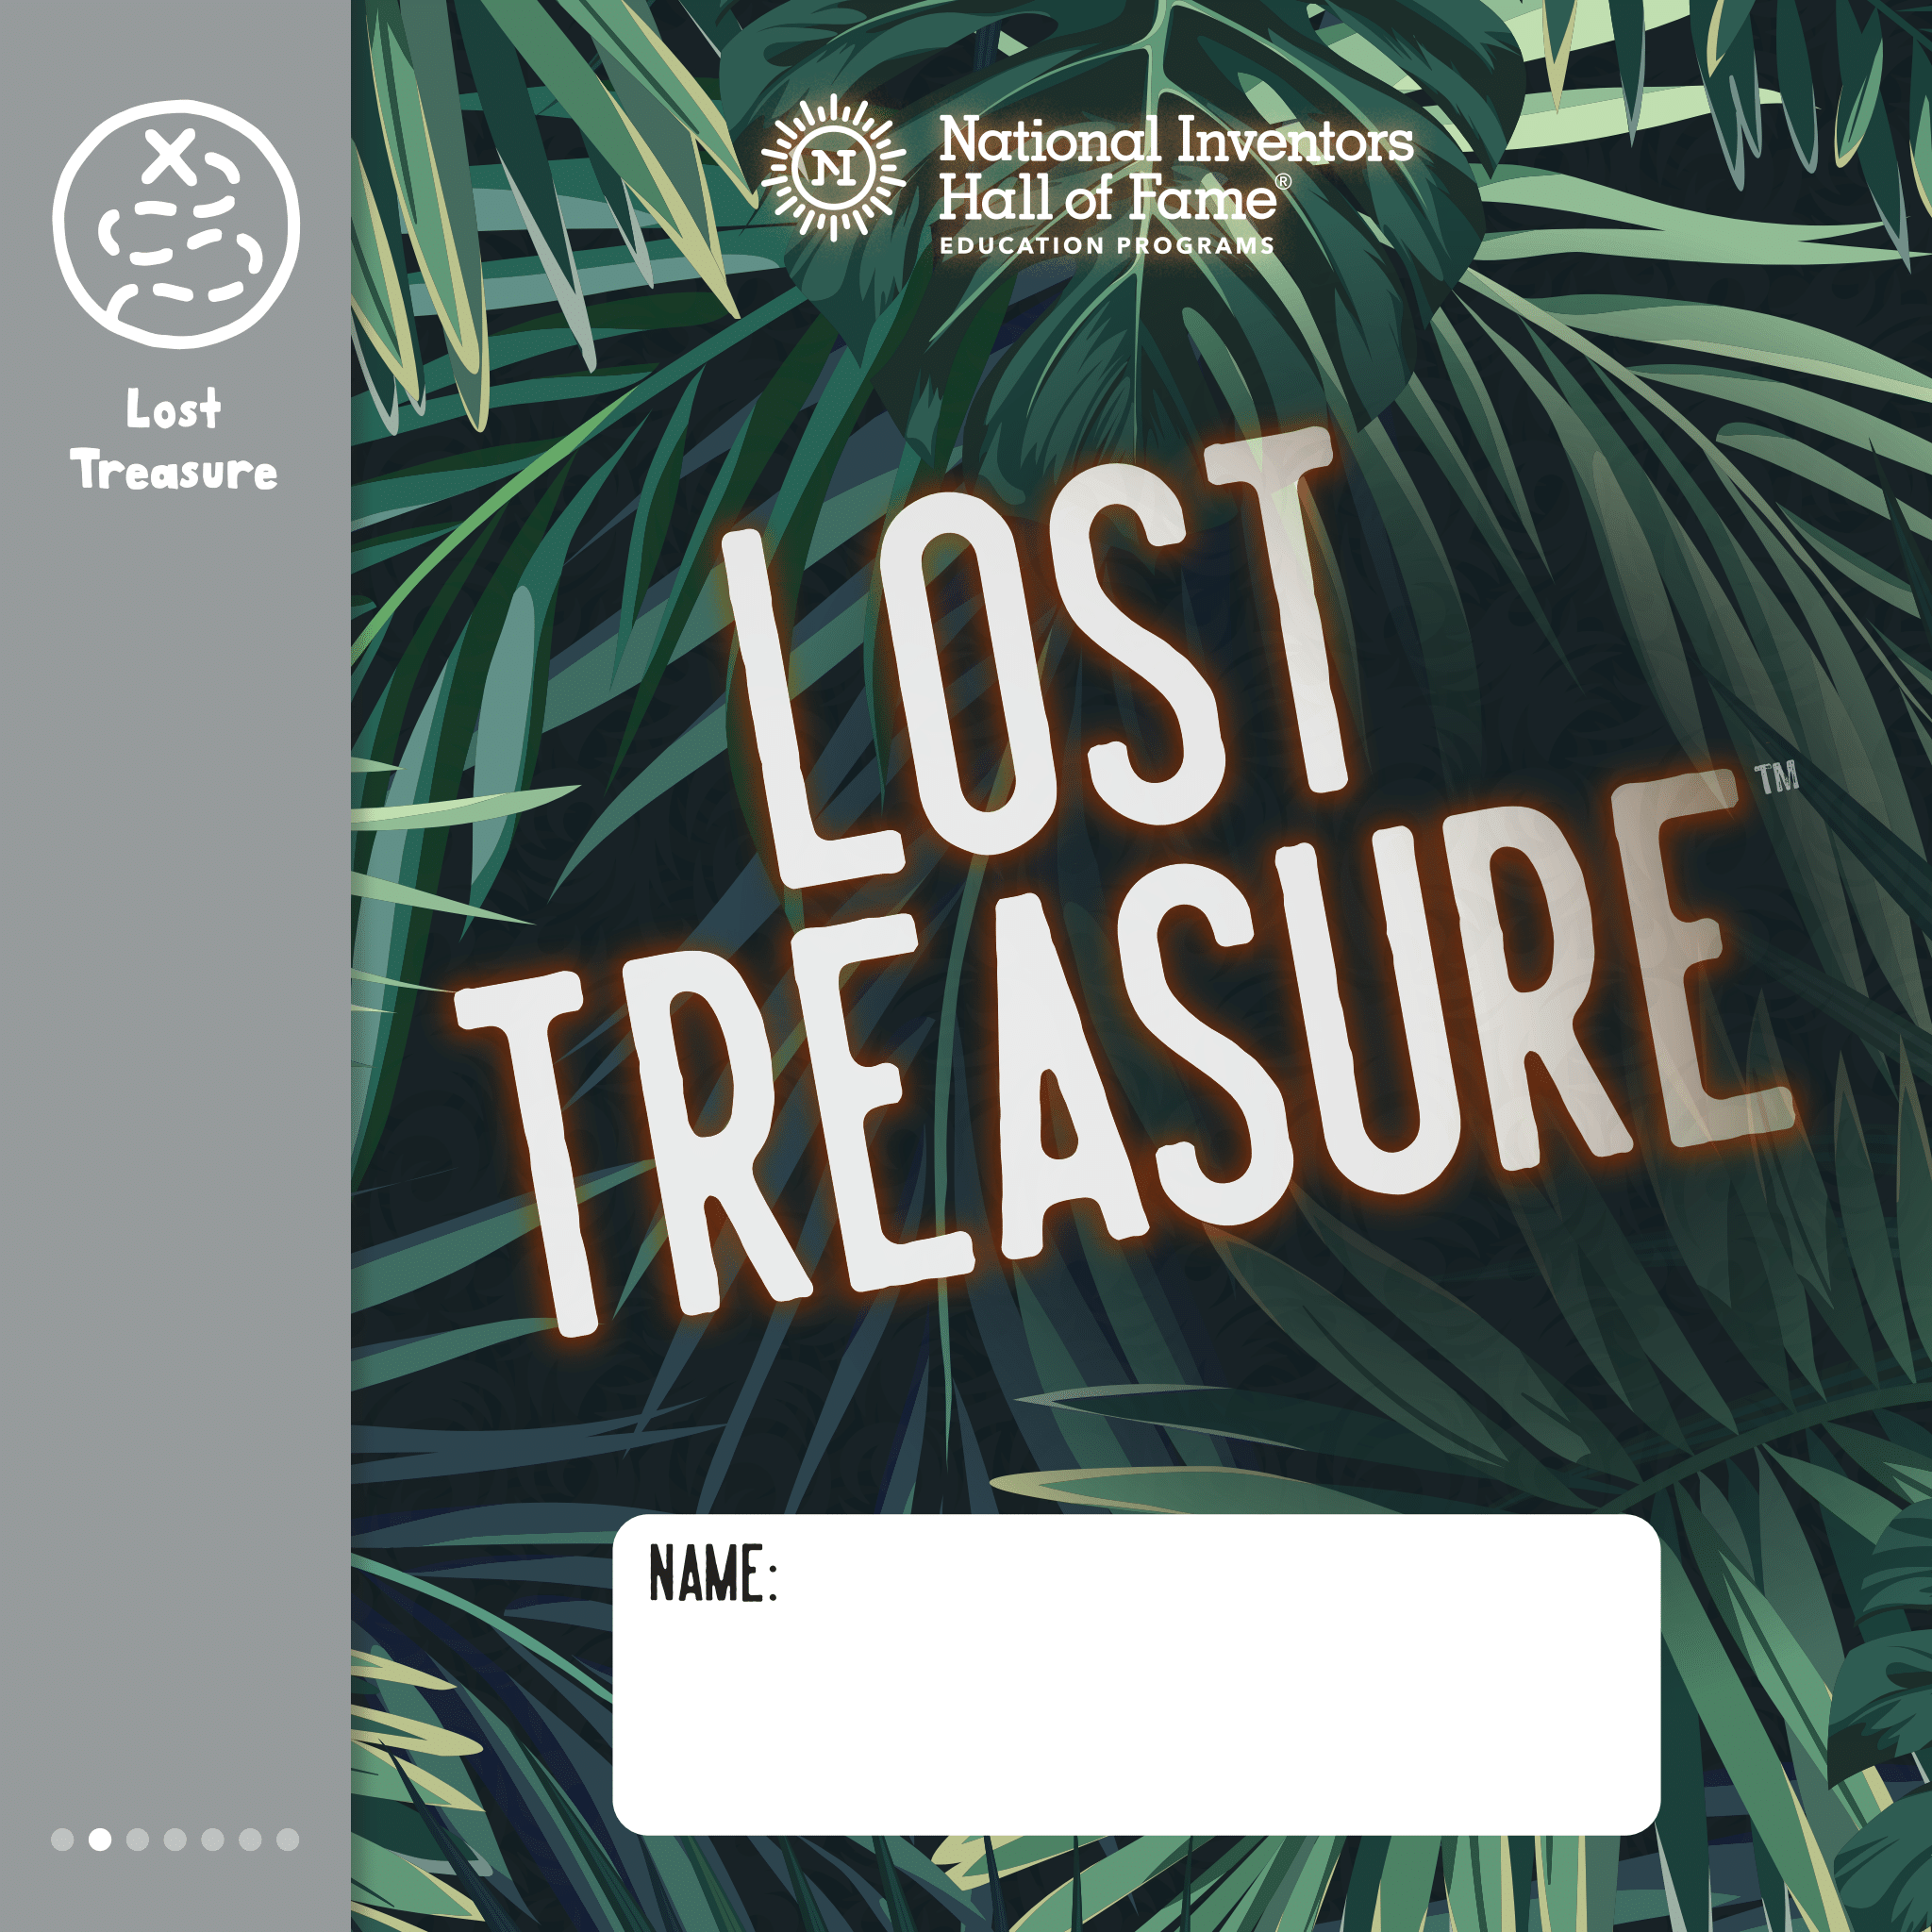 Lost
Treasure
N
National Inventors
Hall of Fame®
EDUCATION PROGRAMS
LOST
TREASURE™
NAME: